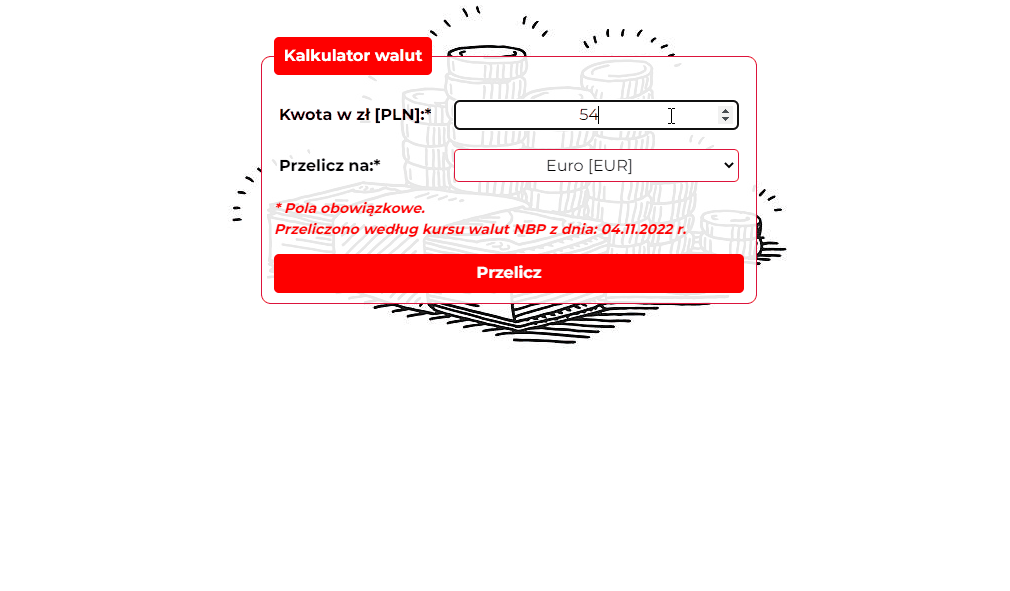 Kalkulator walut
Kwota w zł [PLN]:* 54
Przelicz na:* Euro [EUR]
* Pola obowiązkowe.
Przeliczono według kursu walut NBP z dnia: 04.11.2022 r.
Przelicz